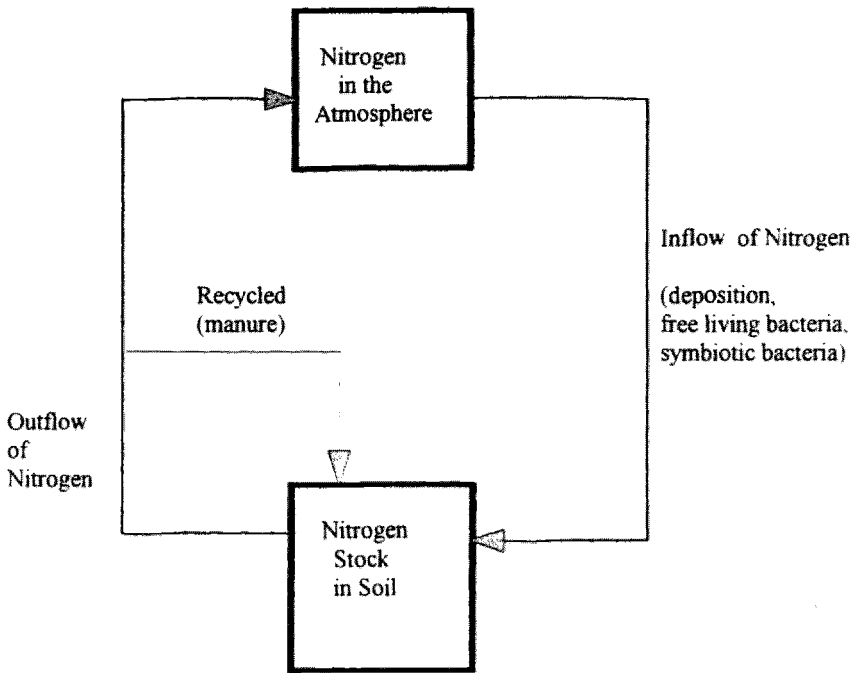 Nitrogen
in the
Atmosphere
Inflow of Nitrogen
(deposition,
free living bacteria,
symbiotic bacteria)
Recycled
(manure)
Outflow
of
Nitrogen
Nitrogen
Stock
in Soil